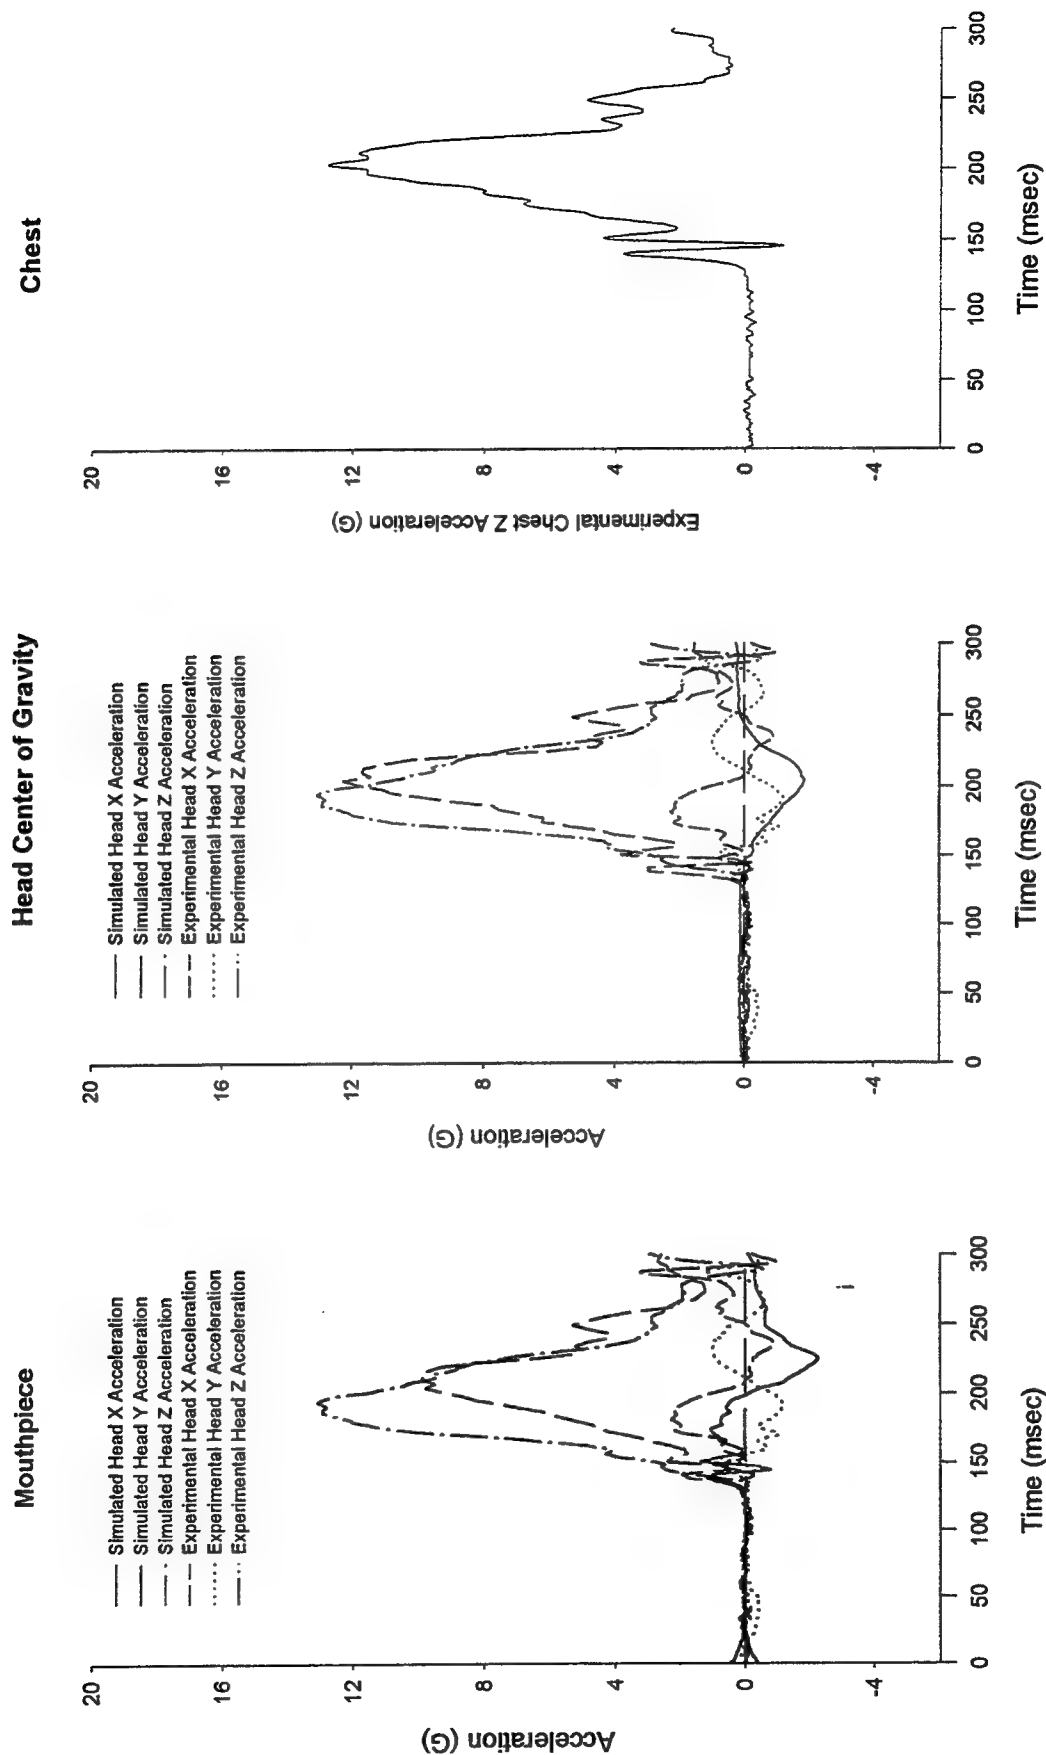 Mouthpiece
Simulated Head X Acceleration
Simulated Head Y Acceleration
Simulated Head Z Acceleration
Experimental Head X Acceleration
Experimental Head Y Acceleration
Experimental Head Z Acceleration
Acceleration (G)
20
16
12
8
4
0
-4
0
50
100
150
200
250
300
Time (msec)
Head Center of Gravity
Simulated Head X Acceleration
Simulated Head Y Acceleration
Simulated Head Z Acceleration
Experimental Head X Acceleration
Experimental Head Y Acceleration
Experimental Head Z Acceleration
Acceleration (G)
20
16
12
8
4
0
-4
0
50
100
150
200
250
300
Time (msec)
Chest
Experimental Chest Z Acceleration (G)
20
16
12
8
4
0
-4
0
50
100
150
200
250
300
Time (msec)